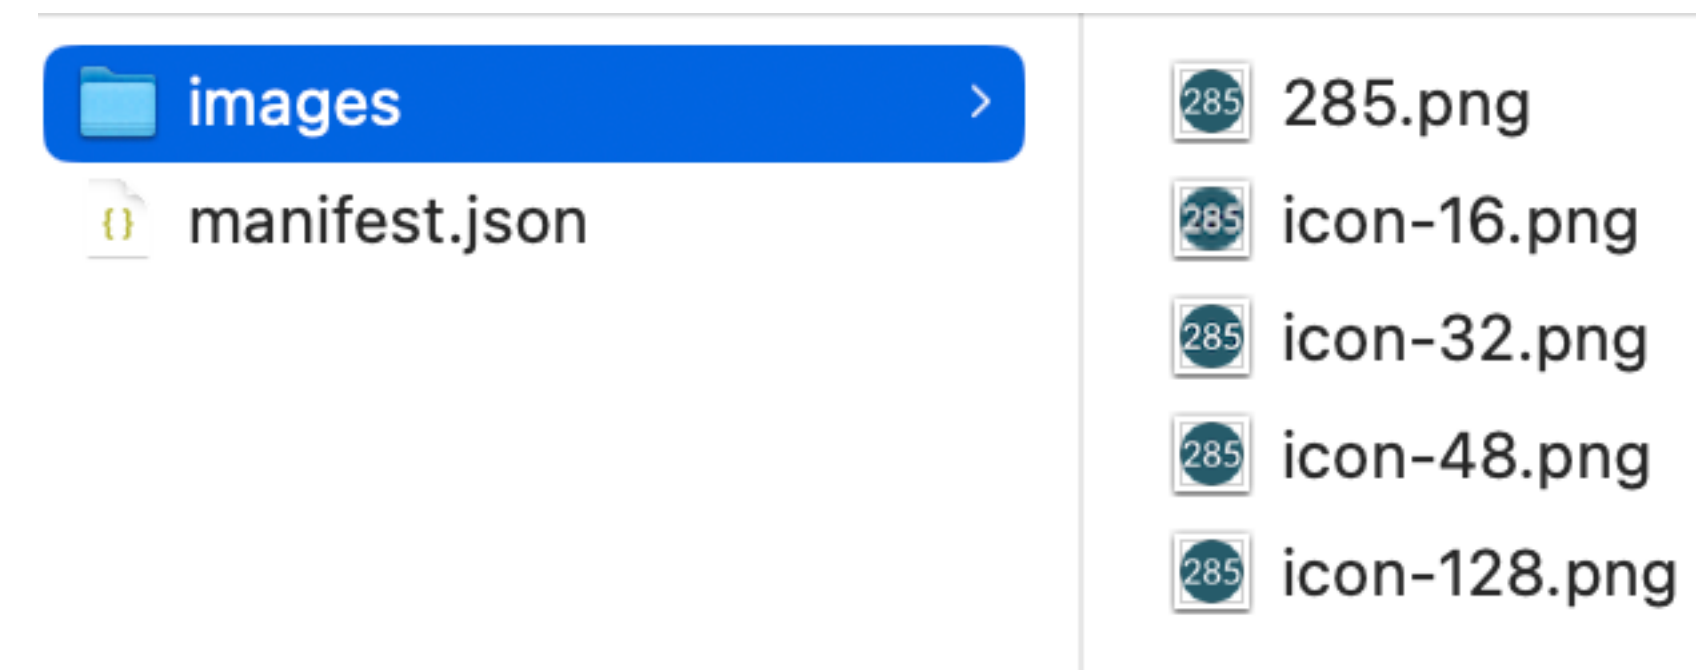 images
{} manifest.json
285 285.png
285 icon-16.png
285 icon-32.png
285 icon-48.png
285 icon-128.png